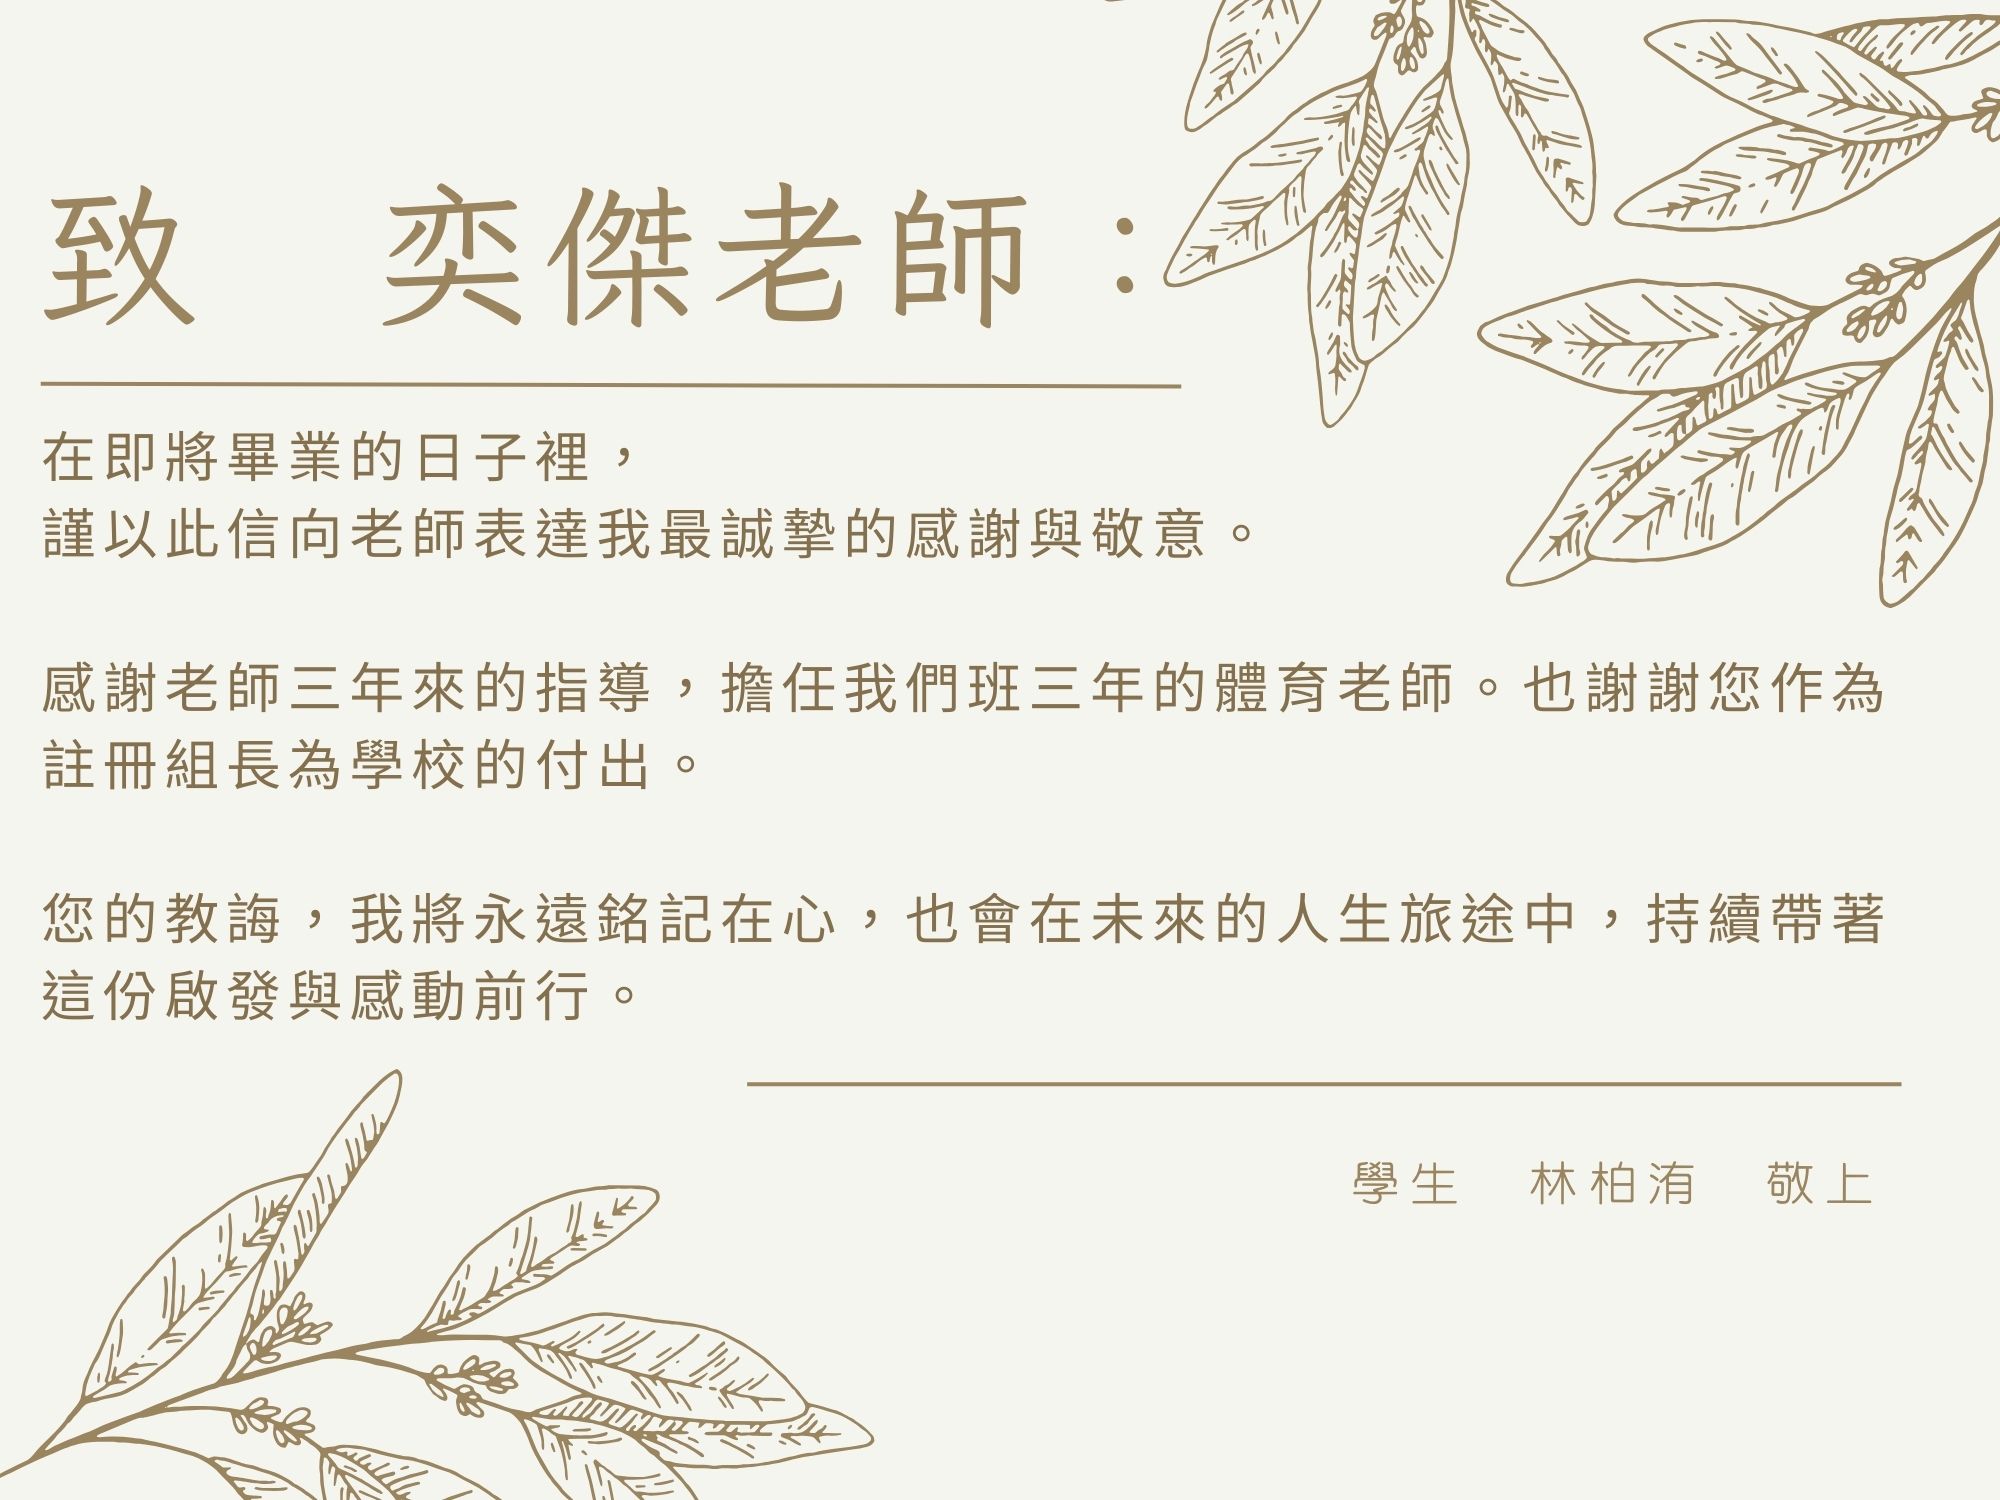 致　奕傑老師：
在即將畢業的日子裡，
謹以此信向老師表達我最誠摯的感謝與敬意。
感謝老師三年來的指導，擔任我們班三年的體育老師。也謝謝您作為
註冊組長為學校的付出。
您的教誨，我將永遠銘記在心，也會在未來的人生旅途中，持續帶著
這份啟發與感動前行。
學生　林柏洧　敬上